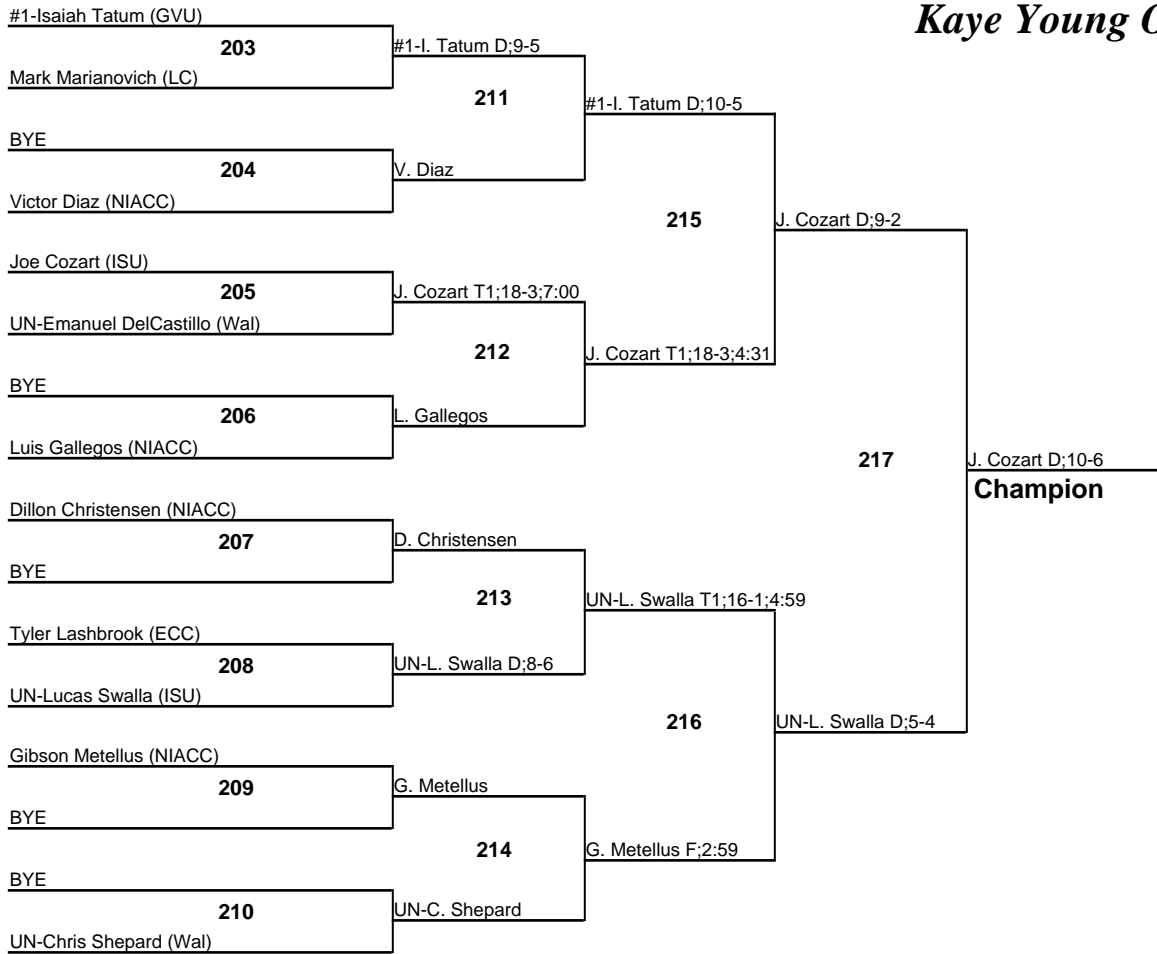 #1-Isaiah Tatum (GVU)
Kaye Young
203
#1-I. Tatum D;9-5
Mark Marianovich (LC)
211
#1-I. Tatum D;10-5
BYE
204
V. Diaz
Victor Diaz (NIACC)
215
J. Cozart D;9-2
Joe Cozart (ISU)
205
J. Cozart T1;18-3;7:00
UN-Emanuel DelCastillo (Wal)
212
J. Cozart T1;18-3;4:31
BYE
206
L. Gallegos
Luis Gallegos (NIACC)
217
J. Cozart D;10-6
Champion
Dillon Christensen (NIACC)
207
D. Christensen
BYE
213
UN-L. Swalla T1;16-1;4:59
Tyler Lashbrook (ECC)
208
UN-L. Swalla D;8-6
UN-Lucas Swalla (ISU)
216
UN-L. Swalla D;5-4
Gibson Metellus (NIACC)
209
G. Metellus
BYE
214
G. Metellus F;2:59
BYE
210
UN-C. Shepard
UN-Chris Shepard (Wal)